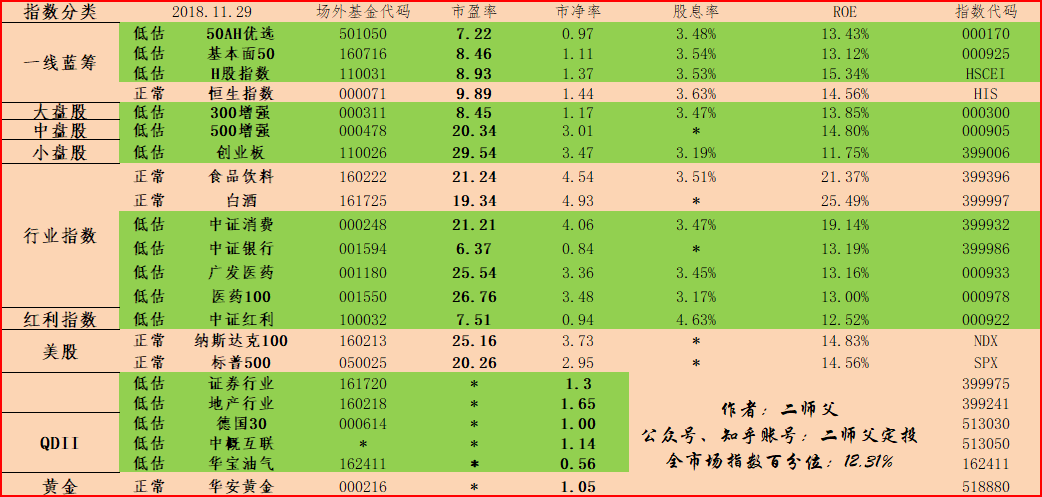 指数分类 2018.11.29 场外基金代码 市盈率 市净率 股息率 ROE 指数代码
一线蓝筹 低估 50AH优选 501050 7.22 0.97 3.48% 13.43% 000170
低估 基本面50 160716 8.46 1.11 3.54% 13.12% 000925
低估 H股指数 110031 8.93 1.37 3.53% 15.34% HSCEI
正常 恒生指数 000071 9.89 1.44 3.63% 14.56% HIS
大盘股 低估 300增强 000311 8.45 1.17 3.47% 13.85% 000300
中盘股 低估 500增强 000478 20.34 3.01 * 14.80% 000905
小盘股 低估 创业板 110026 29.54 3.47 3.19% 11.75% 399006
行业指数 正常 食品饮料 160222 21.24 4.54 3.51% 21.37% 399396
正常 白酒 161725 19.34 4.93 * 25.49% 399997
低估 中证消费 000248 21.21 4.06 3.47% 19.14% 399932
低估 中证银行 001594 6.37 0.84 * 13.19% 399986
低估 广发医药 001180 25.54 3.36 3.45% 13.16% 000933
低估 医药100 001550 26.76 3.48 3.17% 13.00% 000978
红利指数 低估 中证红利 100032 7.51 0.94 4.63% 12.52% 000922
美股 正常 纳斯达克100 160213 25.16 3.73 * 14.83% NDX
正常 标普500 050025 20.26 2.95 * 14.56% SPX
低估 证券行业 161720 * 1.3 399975
低估 地产行业 160218 * 1.65 399241
QDII 低估 德国30 000614 * 1.00 513030
低估 中概互联 * * 1.14 513050
低估 华宝油气 162411 * 0.56 162411
黄金 正常 华安黄金 000216 * 1.05 518880
作者：二师父
公众号、知乎账号：二师父定投
全市场指数百分位：12.31%